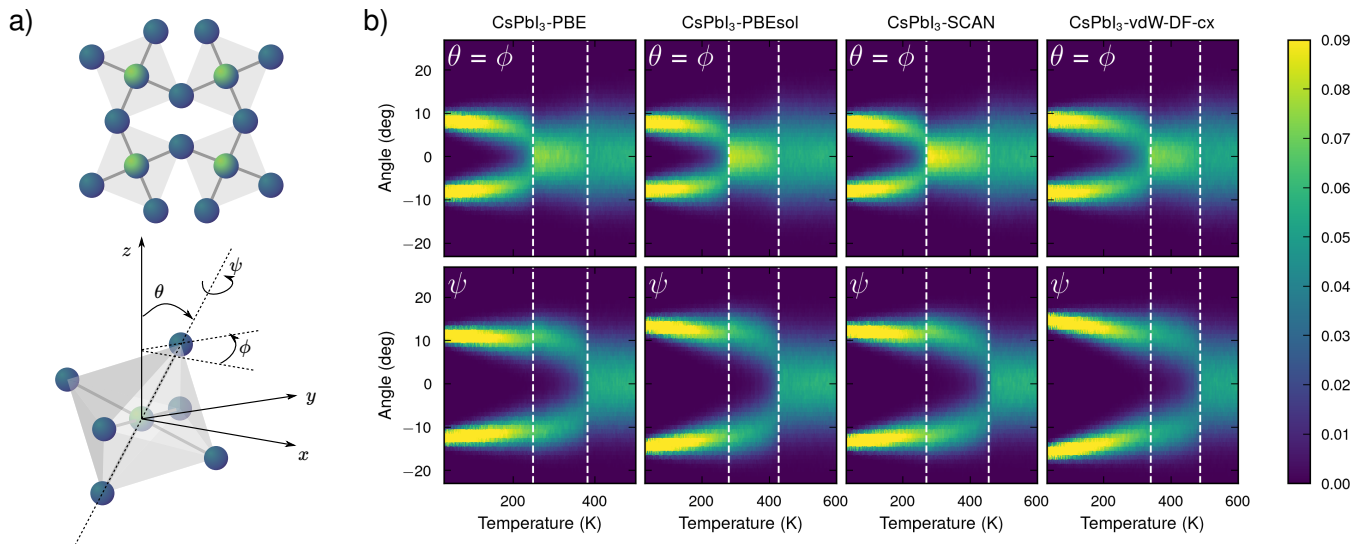 a)
z
ψ
θ
ϕ
y
x
b)
CsPbI₃-PBE CsPbI₃-PBEsol CsPbI₃-SCAN CsPbI₃-vdW-DF-cx
Angle (deg)
20
10
0
−10
−20
θ = ϕ θ = ϕ θ = ϕ θ = ϕ
Angle (deg)
20
10
0
−10
−20
ψ ψ ψ ψ
200 400 200 400 600 200 400 600 200 400 600
Temperature (K) Temperature (K) Temperature (K) Temperature (K)
0.09
0.08
0.07
0.06
0.05
0.04
0.03
0.02
0.01
0.00